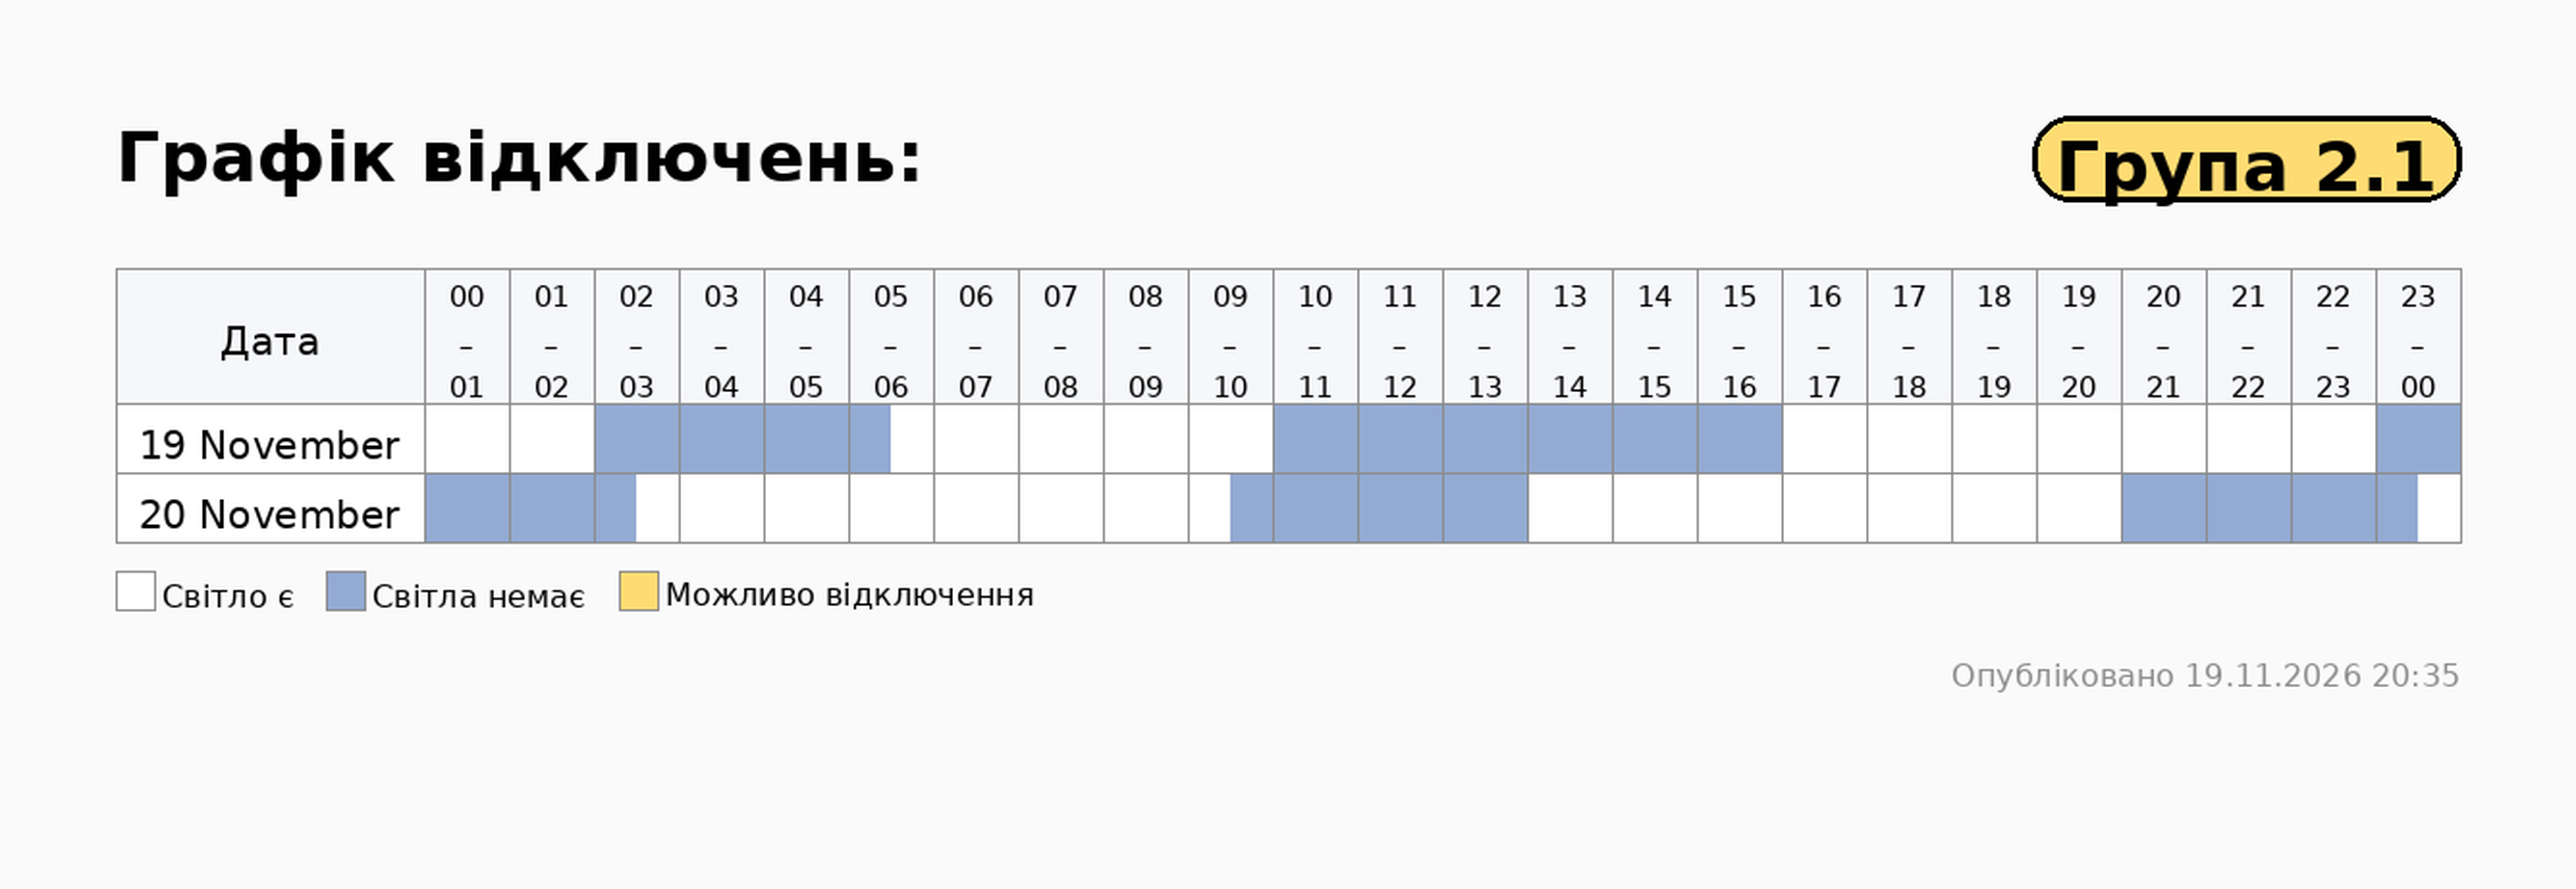 Графік відключень:
Група 2.1
Дата
00 01 02 03 04 05 06 07 08 09 10 11 12 13 14 15 16 17 18 19 20 21 22 23
– – – – – – – – – – – – – – – – – – – – – – – –
01 02 03 04 05 06 07 08 09 10 11 12 13 14 15 16 17 18 19 20 21 22 23 00
19 November
20 November
Світло є Світла немає Можливо відключення
Опубліковано 19.11.2026 20:35